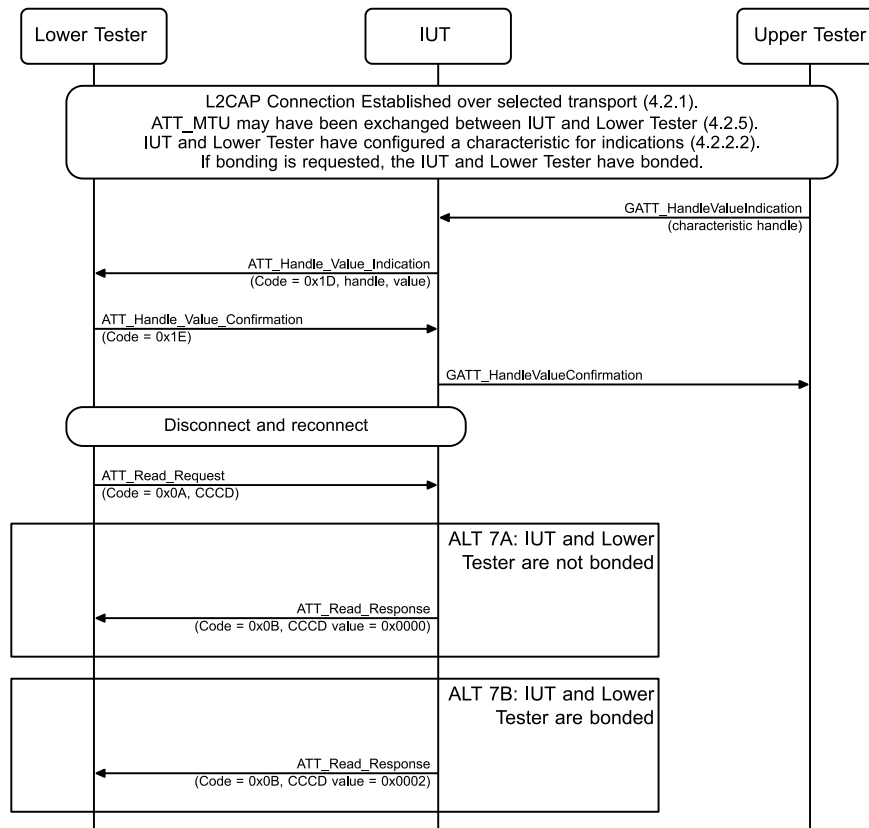 Lower Tester
IUT
Upper Tester
L2CAP Connection Established over selected transport (4.2.1).
ATT_MTU may have been exchanged between IUT and Lower Tester (4.2.5).
IUT and Lower Tester have configured a characteristic for indications (4.2.2.2).
If bonding is requested, the IUT and Lower Tester have bonded.
GATT_HandleValueIndication
(characteristic handle)
ATT_Handle_Value_Indication
(Code = 0x1D, handle, value)
ATT_Handle_Value_Confirmation
(Code = 0x1E)
GATT_HandleValueConfirmation
Disconnect and reconnect
ATT_Read_Request
(Code = 0x0A, CCCD)
ALT 7A: IUT and Lower
Tester are not bonded
ATT_Read_Response
(Code = 0x0B, CCCD value = 0x0000)
ALT 7B: IUT and Lower
Tester are bonded
ATT_Read_Response
(Code = 0x0B, CCCD value = 0x0002)